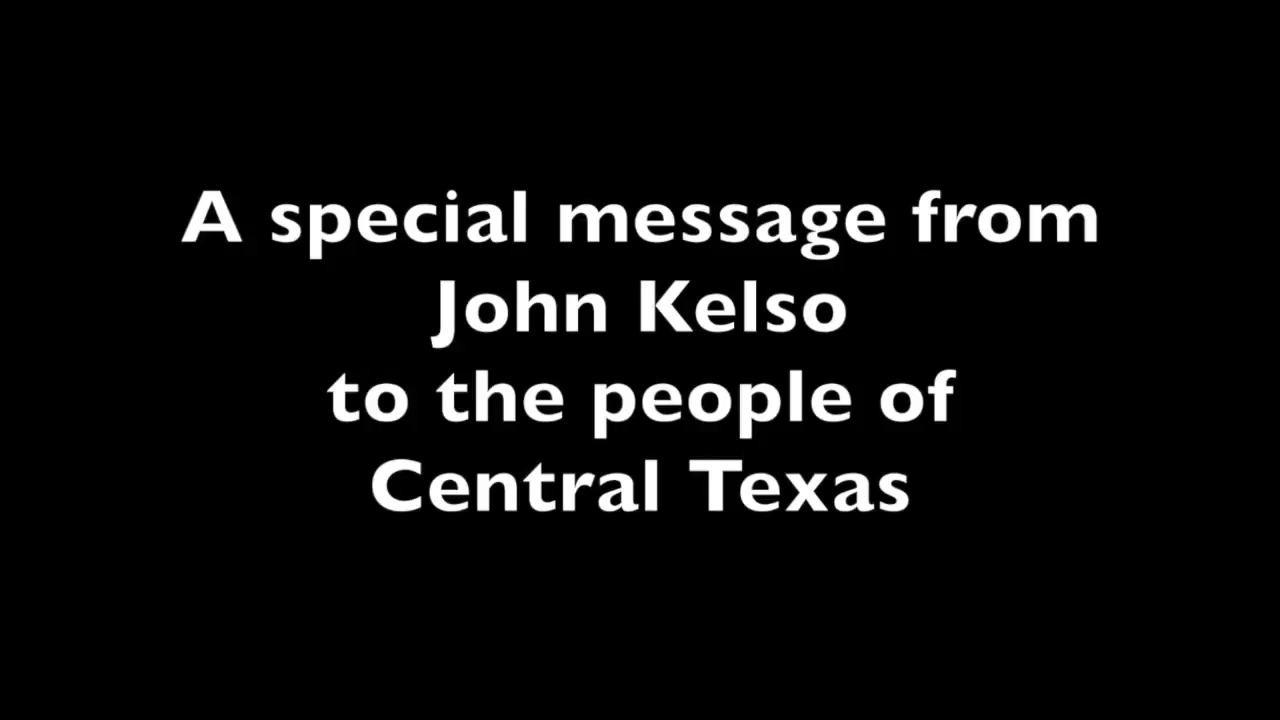 A special message from
John Kelso
to the people of
Central Texas